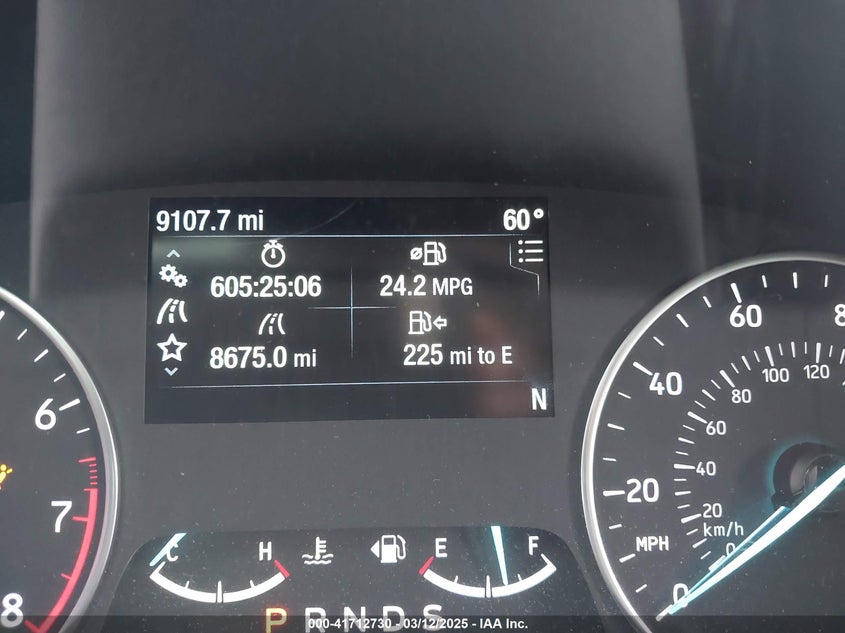 9107.7 mi 60°
605:25:06 24.2 MPG
8675.0 mi 225 mi to E
N
6
7
8
C H E F
P R N D S
0 20 40 60 8
MPH
0 20 40 60 80 100 120
km/h
000-41712730 - 03/12/2025 - IAA Inc.